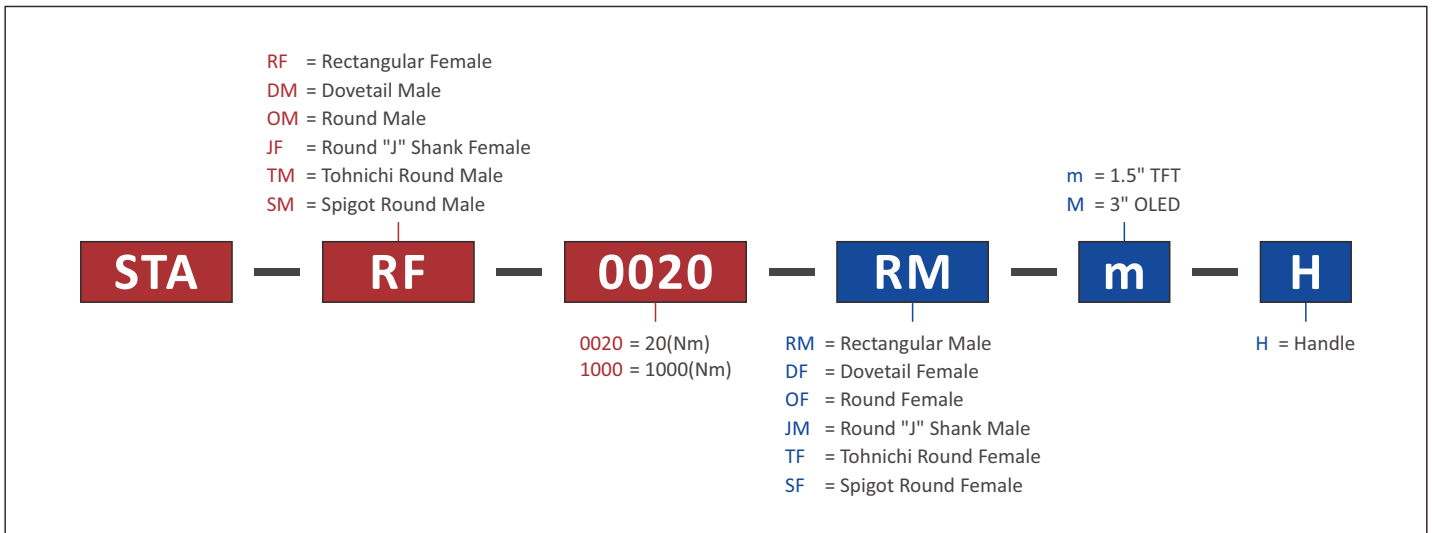 RF = Rectangular Female
DM = Dovetail Male
OM = Round Male
JF = Round "J" Shank Female
TM = Tohnichi Round Male
SM = Spigot Round Male
m = 1.5" TFT
M = 3" OLED
STA — RF — 0020 — RM — m — H
0020 = 20(Nm)
1000 = 1000(Nm)
RM = Rectangular Male
DF = Dovetail Female
OF = Round Female
JM = Round "J" Shank Male
TF = Tohnichi Round Female
SF = Spigot Round Female
H = Handle